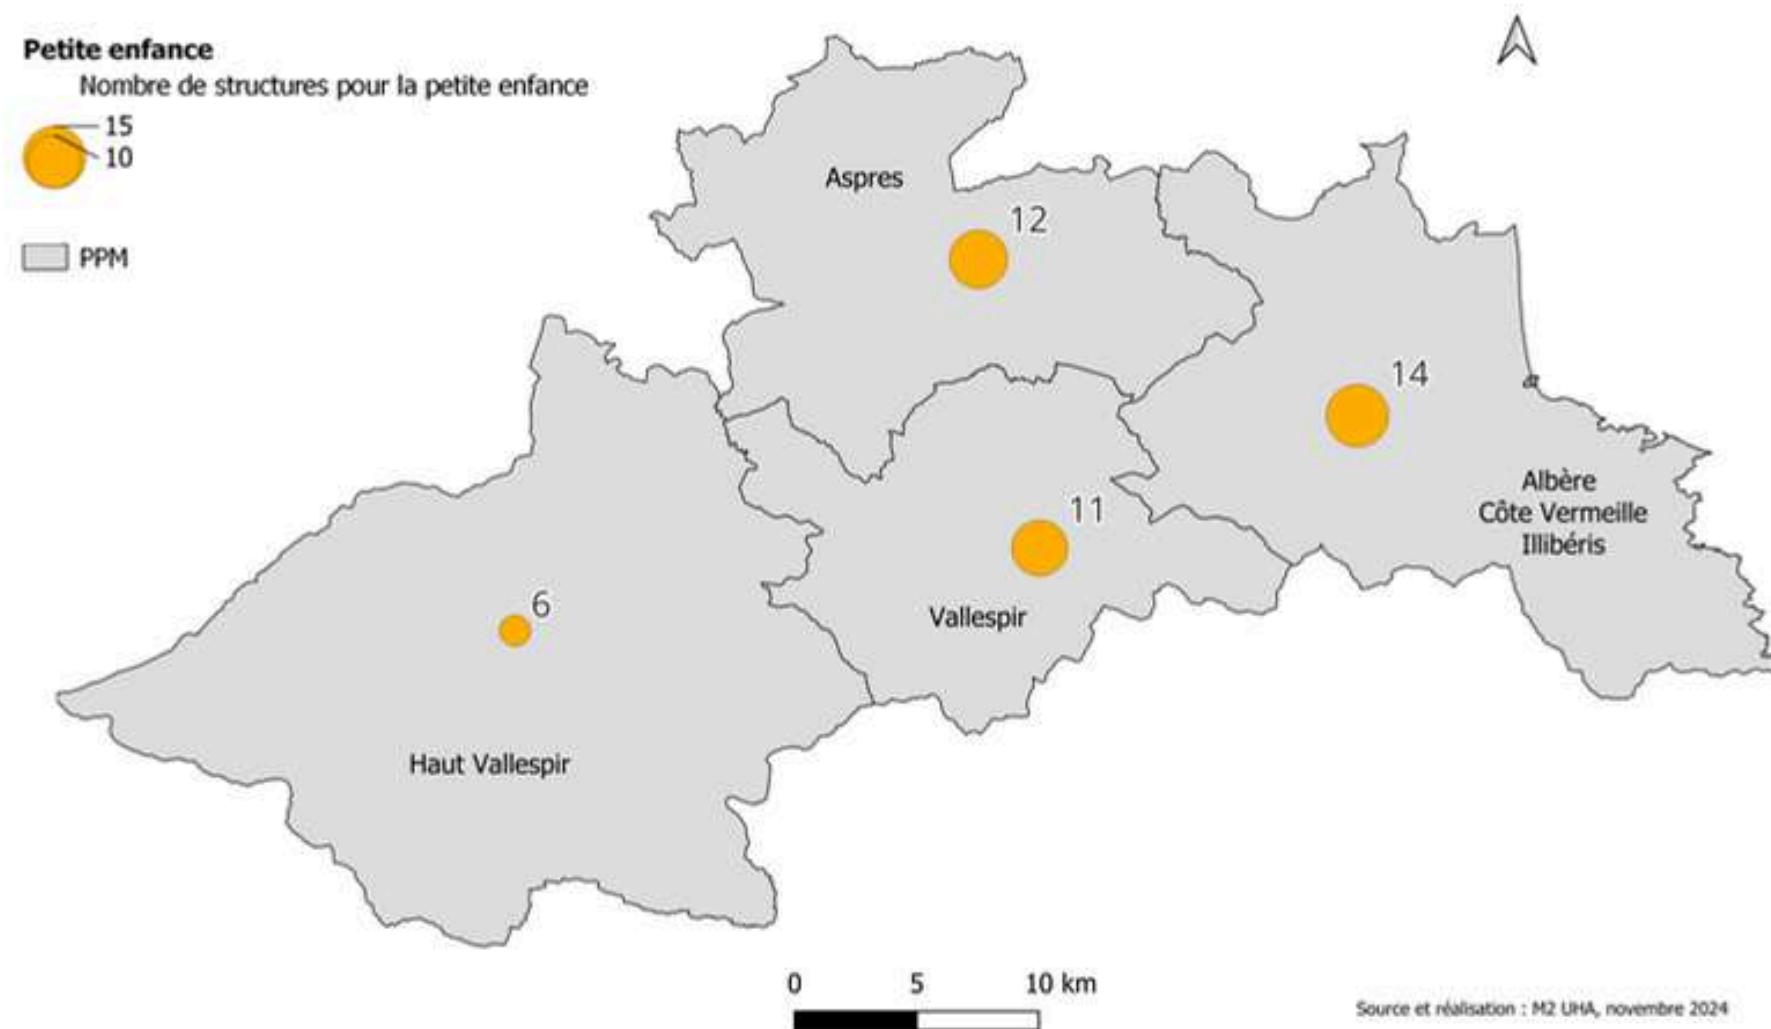 Petite enfance
Nombre de structures pour la petite enfance
15
10
PPM
Aspres
12
14
Albère
Côte Vermeille
Illibéris
11
Vallespir
6
Haut Vallespir
0 5 10 km
Source et réalisation : M2 UHA, novembre 2024